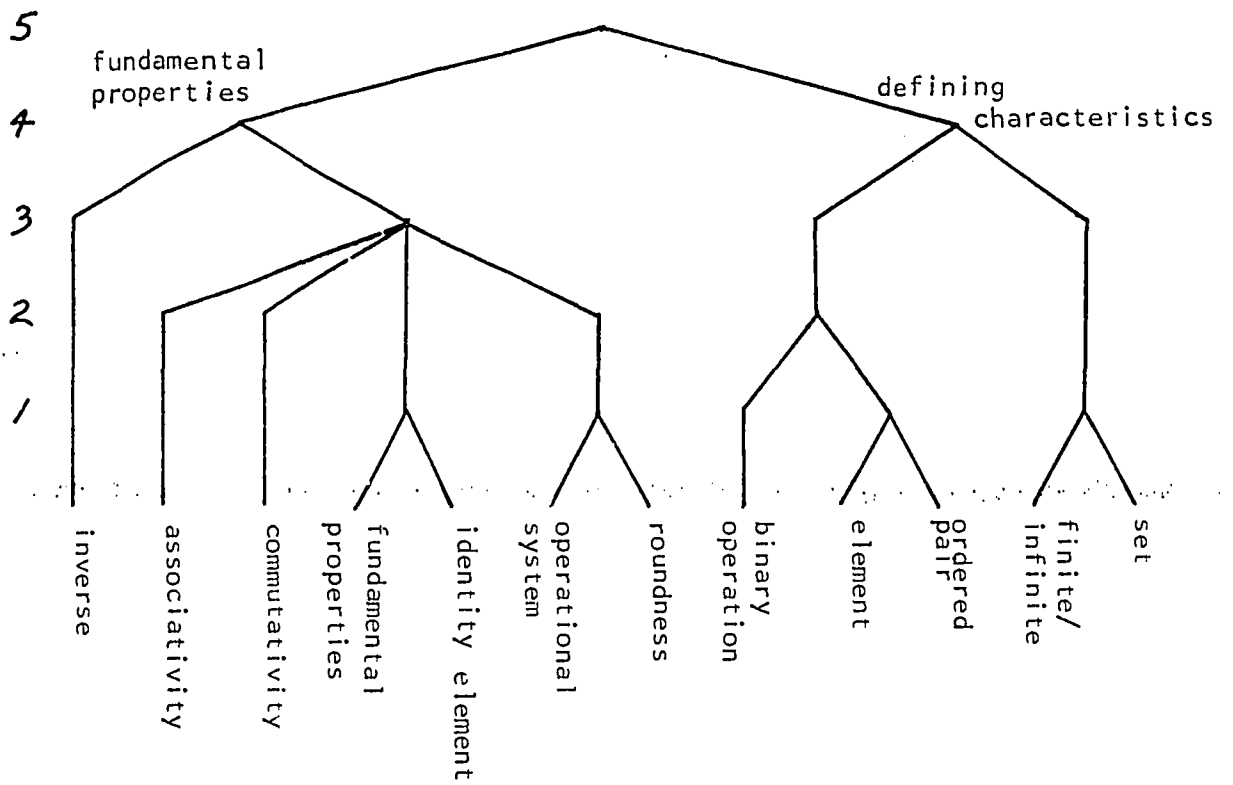 5
fundamental
properties
defining
characteristics
4
3
2
1
inverse
associativity
commutativity
fundamental
properties
identity element
operational
system
roundness
binary
operation
element
ordered
pair
finite/
infinite
set